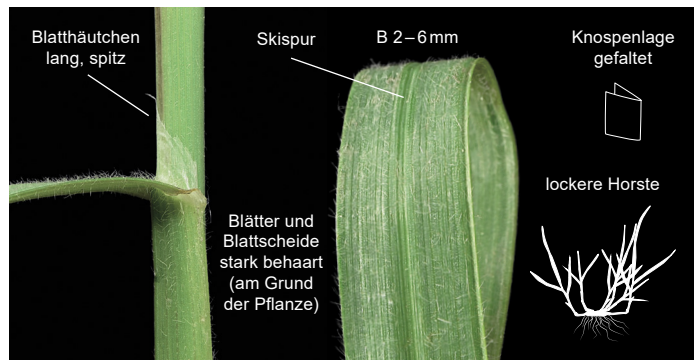 Blatthäutchen
lang, spitz
Skispur
B 2–6 mm
Knospenlage
gefaltet
lockere Horste
Blätter und
Blattscheide
stark behaart
(am Grund
der Pflanze)